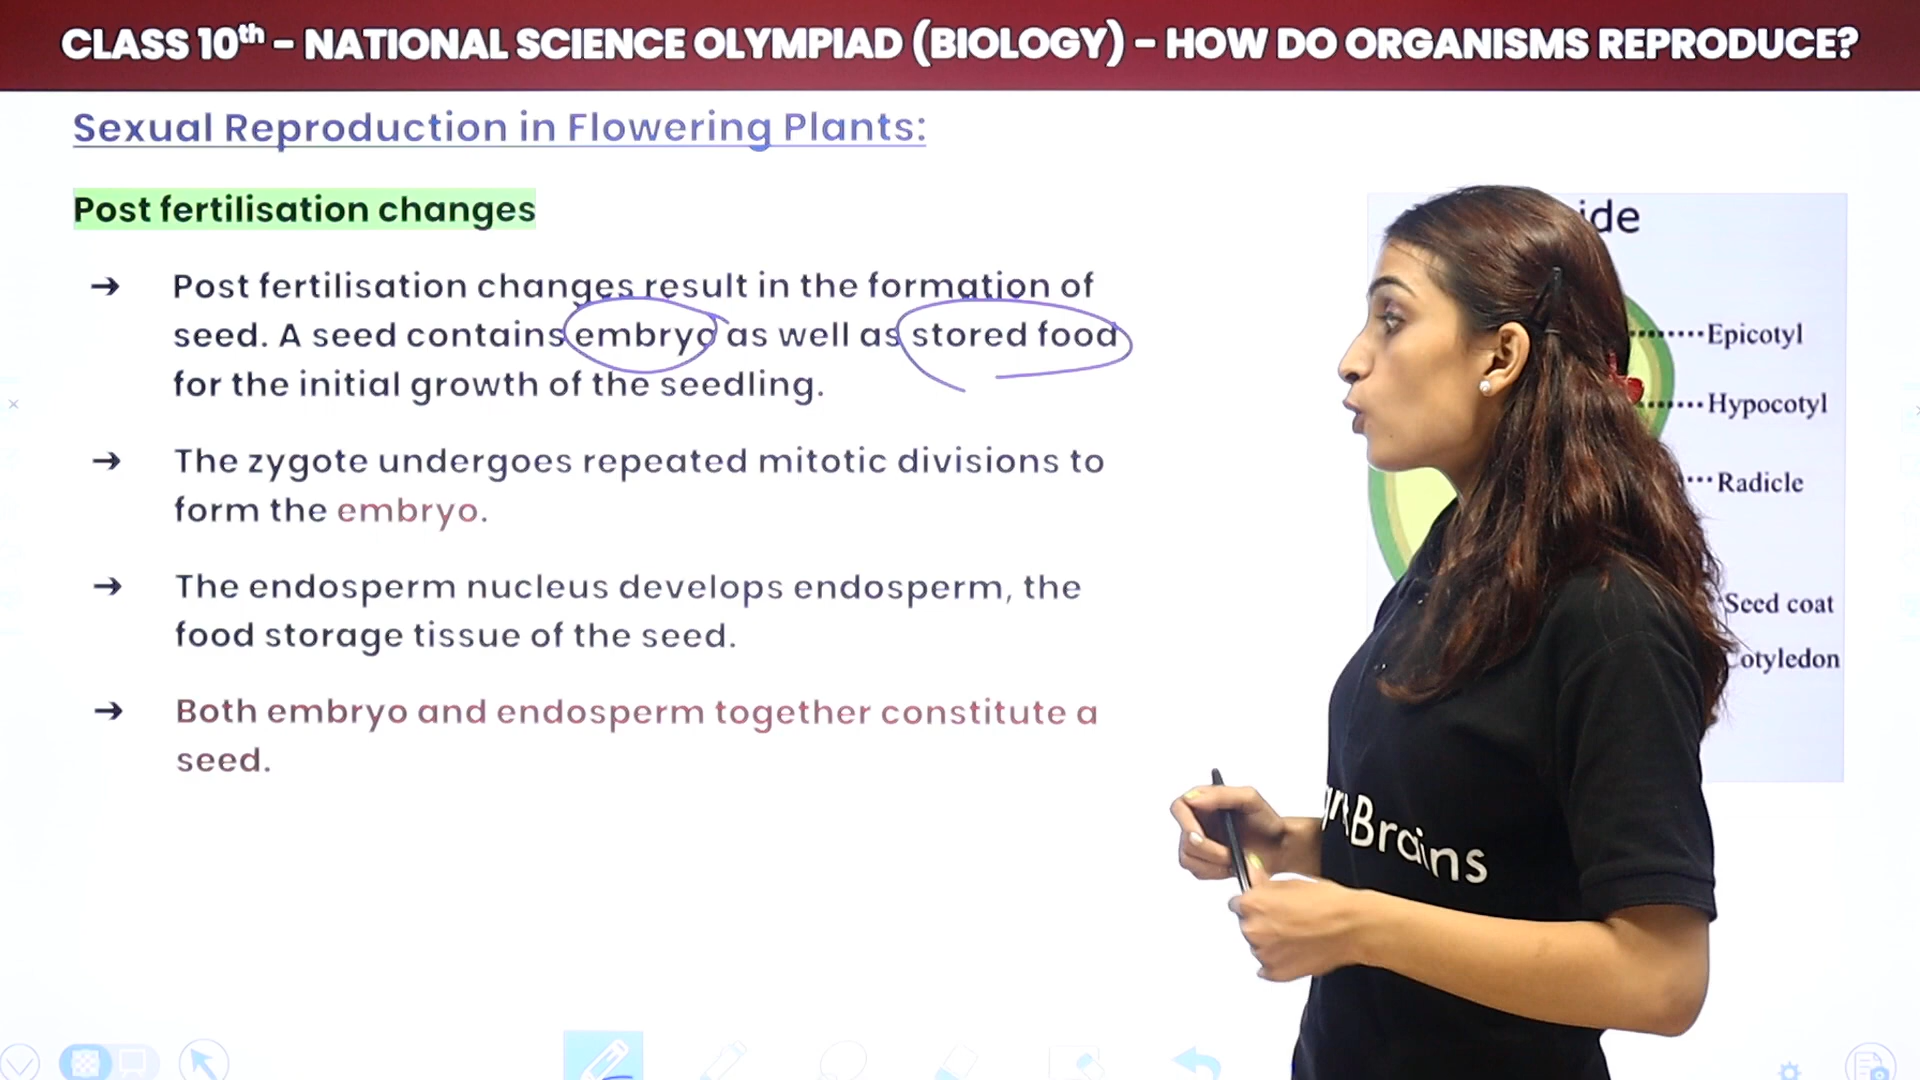 CLASS 10th – NATIONAL SCIENCE OLYMPIAD (BIOLOGY) – HOW DO ORGANISMS REPRODUCE?
Sexual Reproduction in Flowering Plants:
Post fertilisation changes
→ Post fertilisation changes result in the formation of
seed. A seed contains embryo as well as stored food
for the initial growth of the seedling.
→ The zygote undergoes repeated mitotic divisions to
form the embryo.
→ The endosperm nucleus develops endosperm, the
food storage tissue of the seed.
→ Both embryo and endosperm together constitute a
seed.
ide
Epicotyl
Hypocotyl
Radicle
Seed coat
Cotyledon
Brains